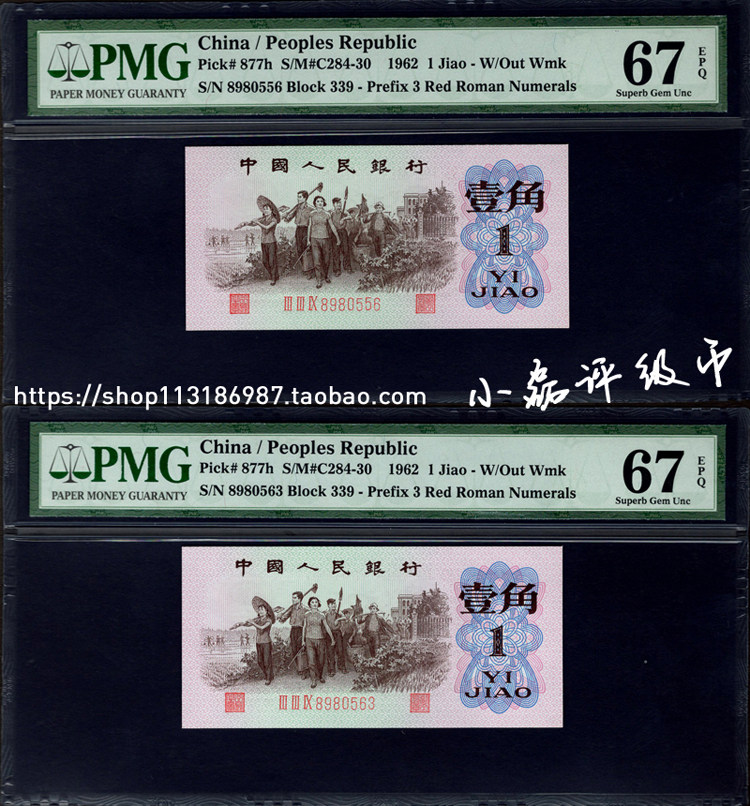 PMG
PAPER MONEY GUARANTY
China / Peoples Republic
Pick# 877h S/M#C284-30 1962 1 Jiao - W/Out Wmk
S/N 8980556 Block 339 - Prefix 3 Red Roman Numerals
67 EPQ
Superb Gem Unc
中國人民銀行
壹角
1
YI
JIAO
III III IX 8980556
https://shop113186987.taobao.com
小磊评级币
PMG
PAPER MONEY GUARANTY
China / Peoples Republic
Pick# 877h S/M#C284-30 1962 1 Jiao - W/Out Wmk
S/N 8980563 Block 339 - Prefix 3 Red Roman Numerals
67 EPQ
Superb Gem Unc
中國人民銀行
壹角
1
YI
JIAO
III III IX 8980563